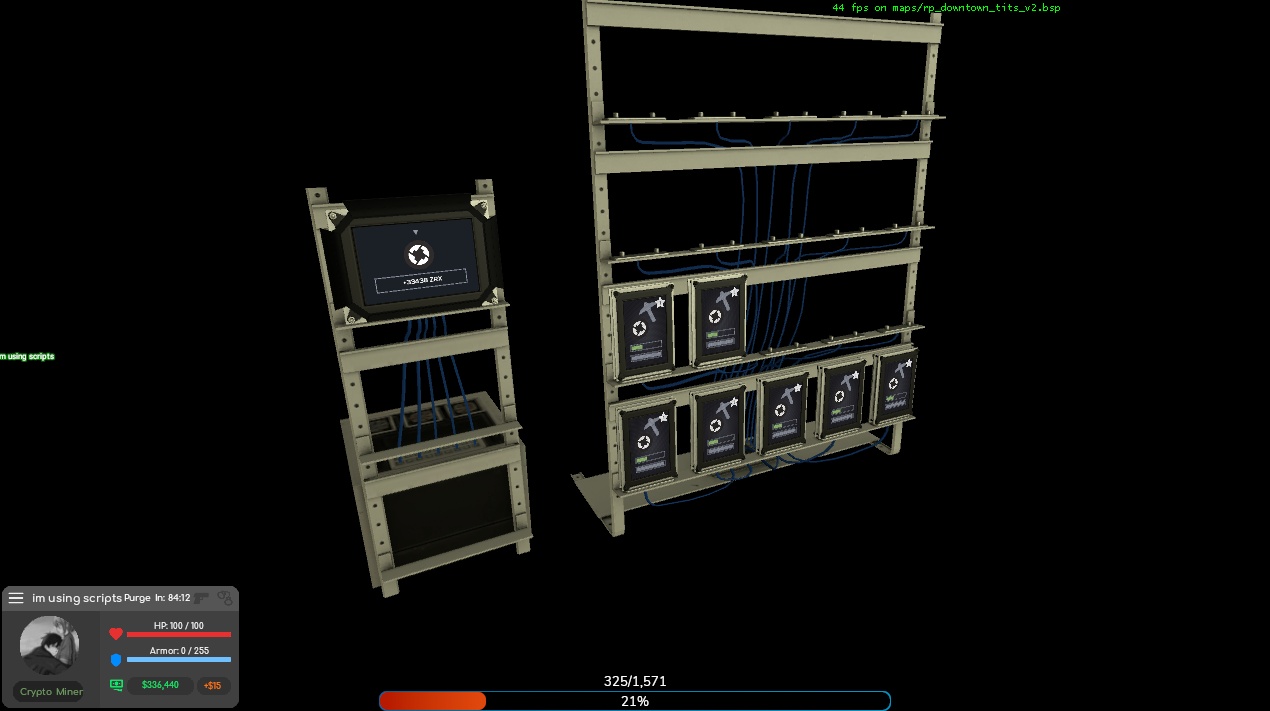 44 fps on maps/rp_downtown_tits_v2.bsp
m using scripts
im using scripts Purge In: 84:12
HP: 100 / 100
Armor: 0 / 255
$336,440 +$15
Crypto Miner
325/1,571
21%